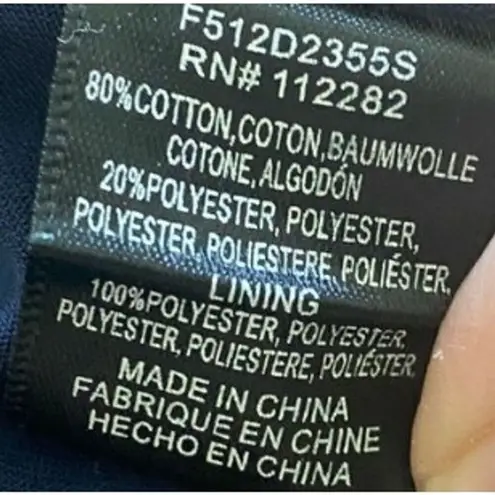 F512D2355S
RN# 112282
80%COTTON,COTON,BAUMWOLLE
COTONE,ALGODÓN
20%POLYESTER, POLYESTER,
POLYESTER, POLIESTERE, POLIÉSTER,
LINING
100%POLYESTER, POLYESTER,
POLYESTER, POLIESTERE, POLIÉSTER,
MADE IN CHINA
FABRIQUE EN CHINE
HECHO EN CHINA